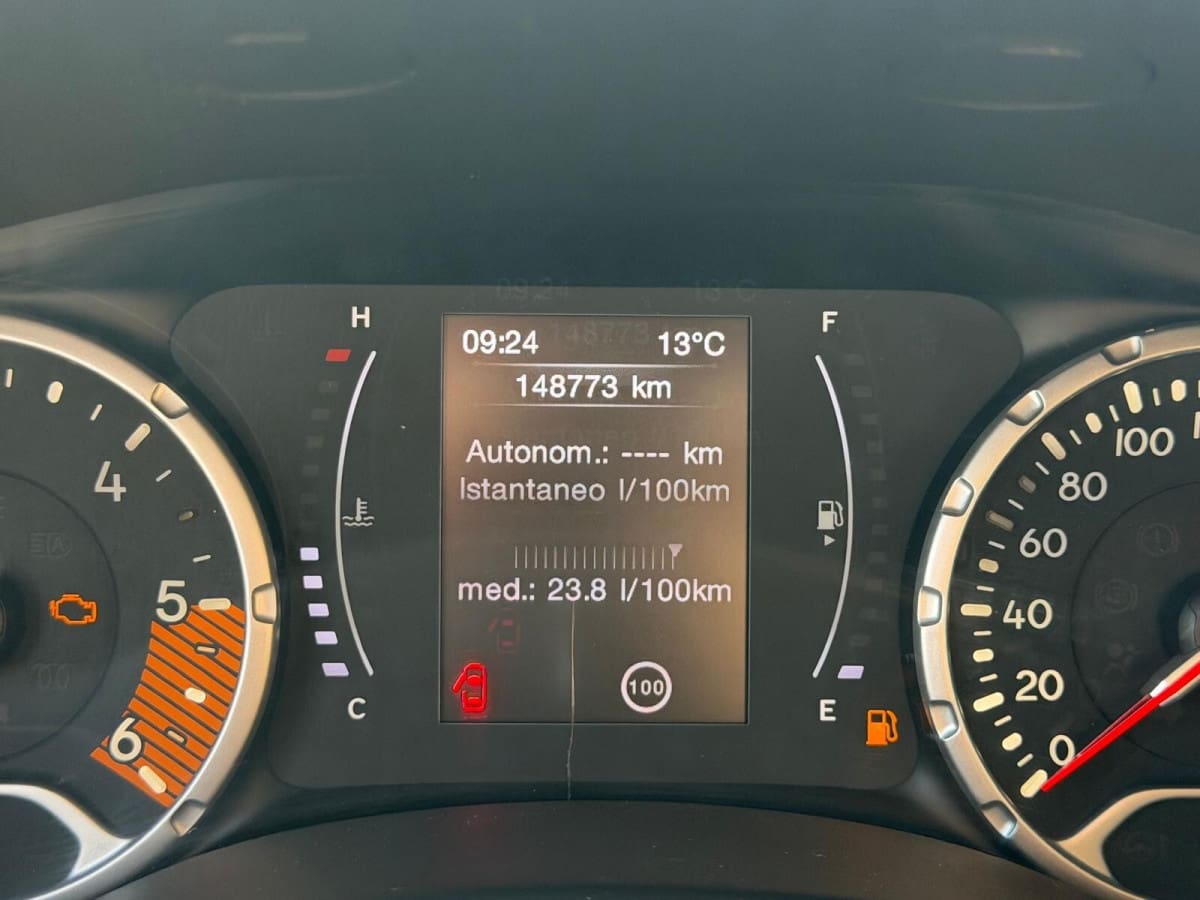 H
F
09:24 13°C
148773 km
Autonom.: ---- km
Istantaneo l/100km
med.: 23.8 l/100km
100
C
E
4
5
6
100
80
60
40
20
0